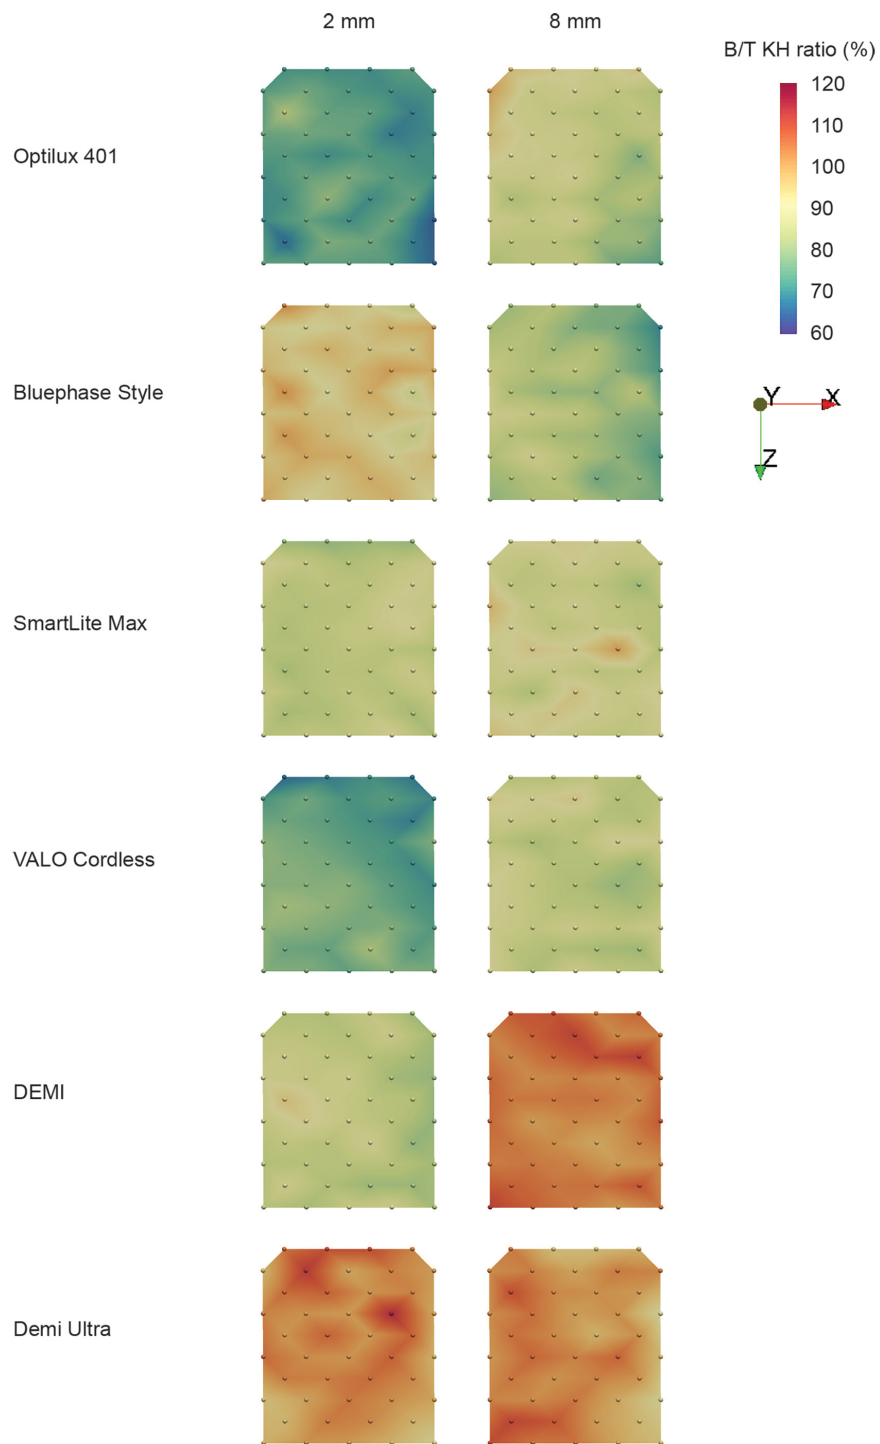 2 mm
8 mm
B/T KH ratio (%)
120
110
100
90
80
70
60
Optilux 401
Bluephase Style
Y
X
Z
SmartLite Max
VALO Cordless
DEMI
Demi Ultra